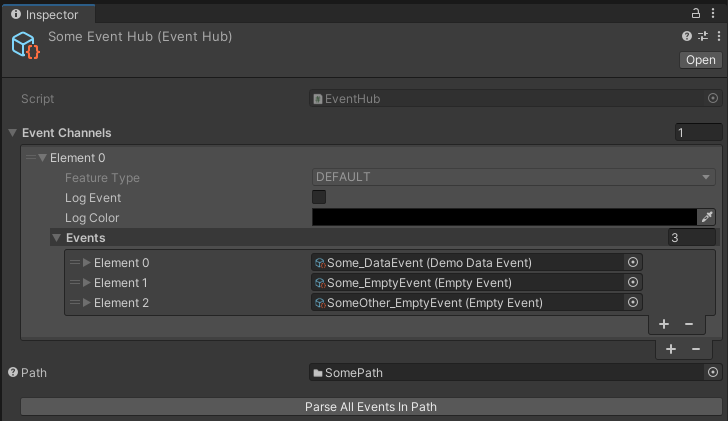 Inspector
Some Event Hub (Event Hub)
Open
Script EventHub
Event Channels 1
Element 0
Feature Type DEFAULT
Log Event
Log Color
Events 3
Element 0 Some_DataEvent (Demo Data Event)
Element 1 Some_EmptyEvent (Empty Event)
Element 2 SomeOther_EmptyEvent (Empty Event)
Path SomePath
Parse All Events In Path